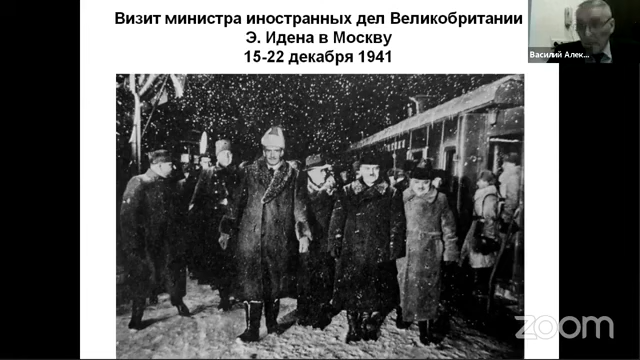 Визит министра иностранных дел Великобритании
Э. Идена в Москву
15-22 декабря 1941
Василий Алек...
zoom